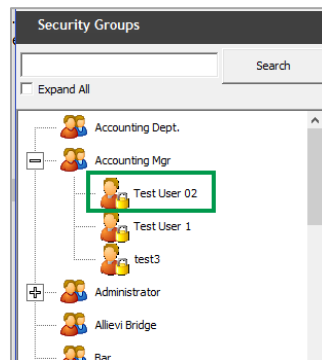 Security Groups
Search
Expand All
Accounting Dept.
Accounting Mgr
Test User 02
Test User 1
test3
Administrator
Allievi Bridge
Bar